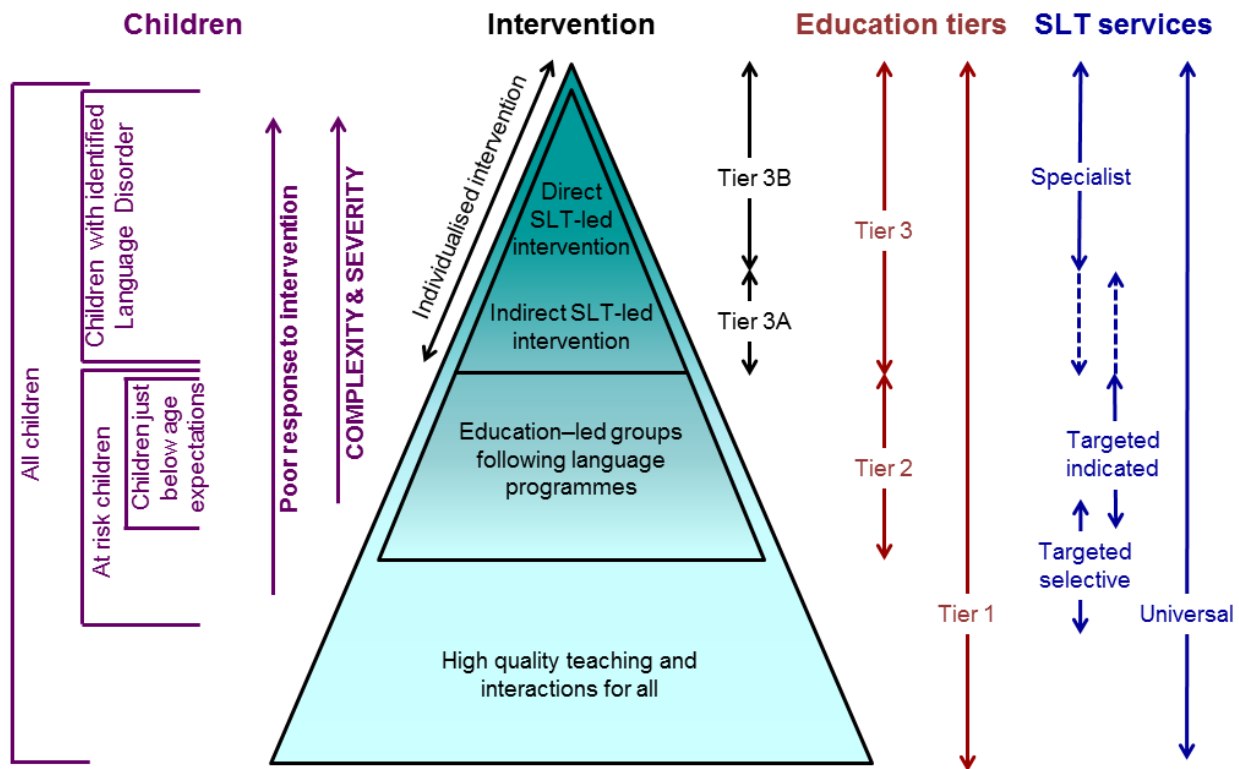 Children
Intervention
Education tiers
SLT services
All children
Children with identified
Language Disorder
At risk children
Children just
below age
expectations
Poor response to intervention
COMPLEXITY & SEVERITY
Individualised intervention
Direct
SLT-led
intervention
Indirect SLT-led
intervention
Education–led groups
following language
programmes
High quality teaching and
interactions for all
Tier 3B
Tier 3A
Tier 3
Tier 2
Tier 1
Specialist
Targeted
indicated
Targeted
selective
Universal